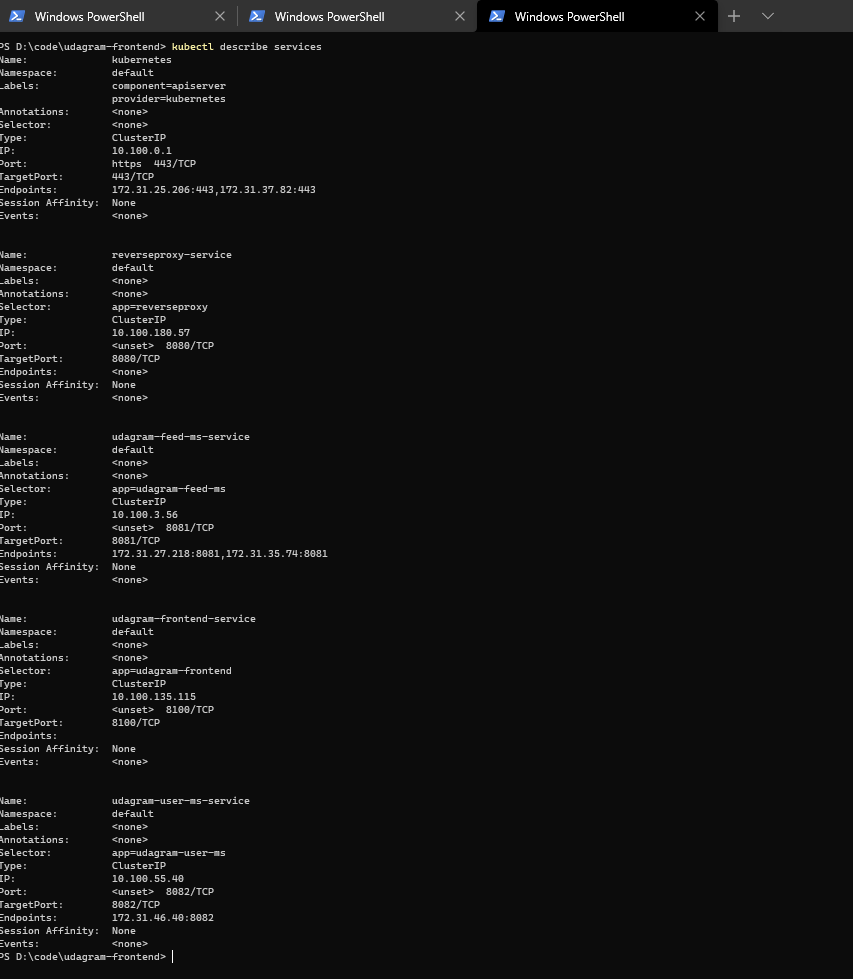 Windows PowerShell
Windows PowerShell
Windows PowerShell
PS D:\code\udagram-frontend> kubectl describe services
Name: kubernetes
Namespace: default
Labels: component=apiserver
provider=kubernetes
Annotations: <none>
Selector: <none>
Type: ClusterIP
IP: 10.100.0.1
Port: https 443/TCP
TargetPort: 443/TCP
Endpoints: 172.31.25.206:443,172.31.37.82:443
Session Affinity: None
Events: <none>
Name: reverseproxy-service
Namespace: default
Labels: <none>
Annotations: <none>
Selector: app=reverseproxy
Type: ClusterIP
IP: 10.100.180.57
Port: <unset> 8080/TCP
TargetPort: 8080/TCP
Endpoints: <none>
Session Affinity: None
Events: <none>
Name: udagram-feed-ms-service
Namespace: default
Labels: <none>
Annotations: <none>
Selector: app=udagram-feed-ms
Type: ClusterIP
IP: 10.100.3.56
Port: <unset> 8081/TCP
TargetPort: 8081/TCP
Endpoints: 172.31.27.218:8081,172.31.35.74:8081
Session Affinity: None
Events: <none>
Name: udagram-frontend-service
Namespace: default
Labels: <none>
Annotations: <none>
Selector: app=udagram-frontend
Type: ClusterIP
IP: 10.100.135.115
Port: <unset> 8100/TCP
TargetPort: 8100/TCP
Endpoints:
Session Affinity: None
Events: <none>
Name: udagram-user-ms-service
Namespace: default
Labels: <none>
Annotations: <none>
Selector: app=udagram-user-ms
Type: ClusterIP
IP: 10.100.55.40
Port: <unset> 8082/TCP
TargetPort: 8082/TCP
Endpoints: 172.31.46.40:8082
Session Affinity: None
Events: <none>
PS D:\code\udagram-frontend>